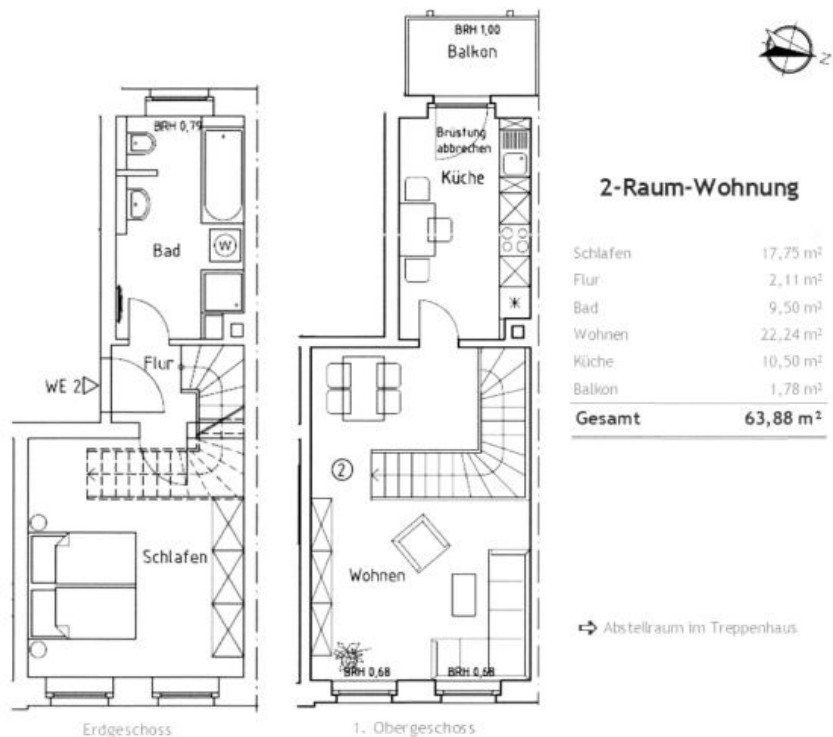 BRH 1,00
Balkon
N
BRH 0,79
Brüstung
abbrechen
Küche
2-Raum-Wohnung
Bad
W
Schlafen 17,75 m²
Flur 2,11 m²
Bad 9,50 m²
Wohnen 22,24 m²
Küche 10,50 m²
Balkon 1,78 m²
Gesamt 63,88 m²
Flur
WE 2
2
Schlafen
Wohnen
Abstellraum im Treppenhaus
BRH 0,68
BRH 0,68
Erdgeschoss
1. Obergeschoss